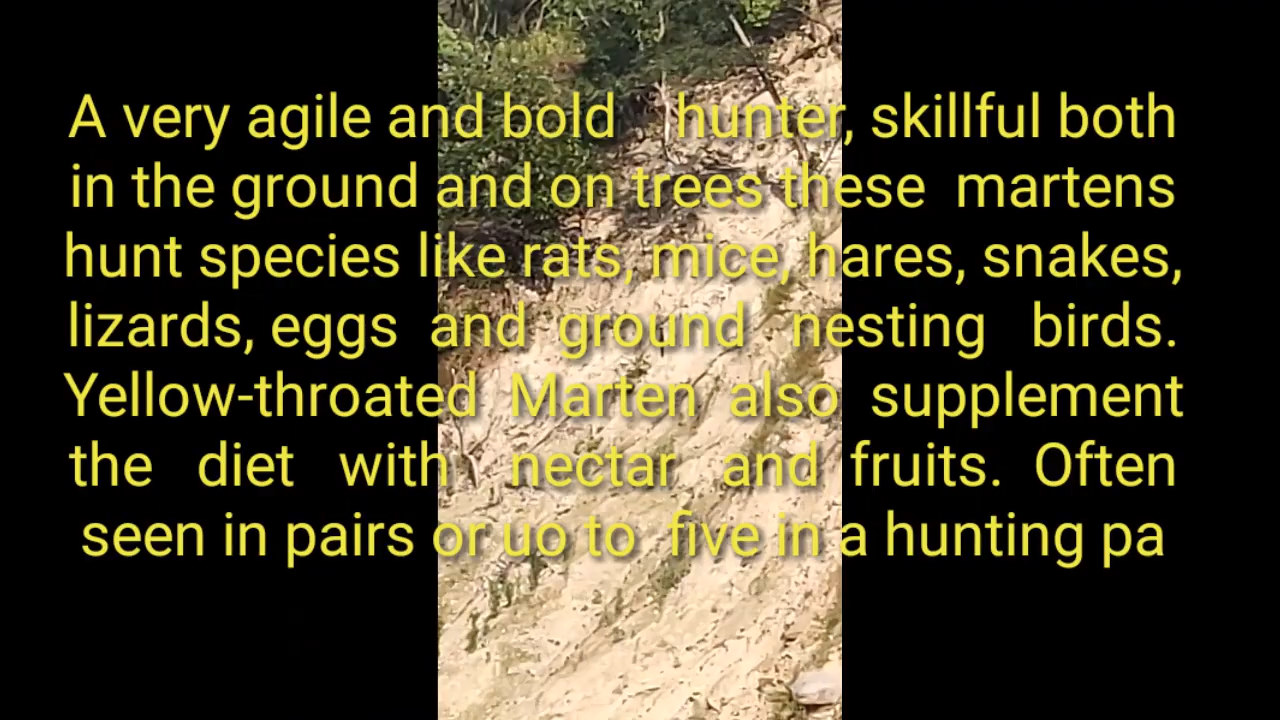 A very agile and bold hunter, skillful both
in the ground and on trees these martens
hunt species like rats, mice, hares, snakes,
lizards, eggs and ground nesting birds.
Yellow-throated Marten also supplement
the diet with nectar and fruits. Often
seen in pairs or uo to five in a hunting pa